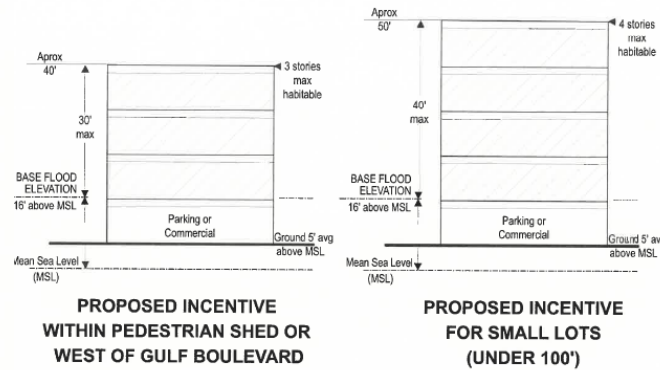 Aprox
40'
3 stories
max
habitable
30'
max
BASE FLOOD
ELEVATION
16' above MSL
Parking or
Commercial
Ground 5' avg
above MSL
Mean Sea Level
(MSL)
PROPOSED INCENTIVE
WITHIN PEDESTRIAN SHED OR
WEST OF GULF BOULEVARD
Aprox
50'
4 stories
max
habitable
40'
max
BASE FLOOD
ELEVATION
16' above MSL
Parking or
Commercial
Ground 5' av
above MSL
Mean Sea Level
(MSL)
PROPOSED INCENTIVE
FOR SMALL LOTS
(UNDER 100')